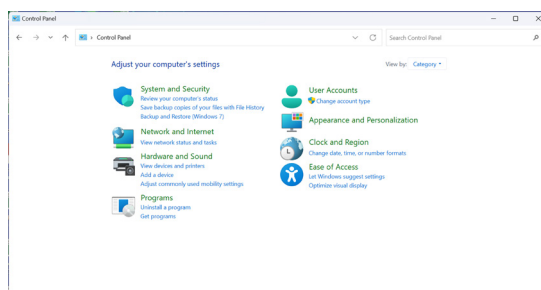 Control Panel
Control Panel
Search Control Panel
Adjust your computer's settings
View by: Category
System and Security
Review your computer's status
Save backup copies of your files with File History
Backup and Restore (Windows 7)
Network and Internet
View network status and tasks
Hardware and Sound
View devices and printers
Add a device
Adjust commonly used mobility settings
Programs
Uninstall a program
Get programs
User Accounts
Change account type
Appearance and Personalization
Clock and Region
Change date, time, or number formats
Ease of Access
Let Windows suggest settings
Optimize visual display